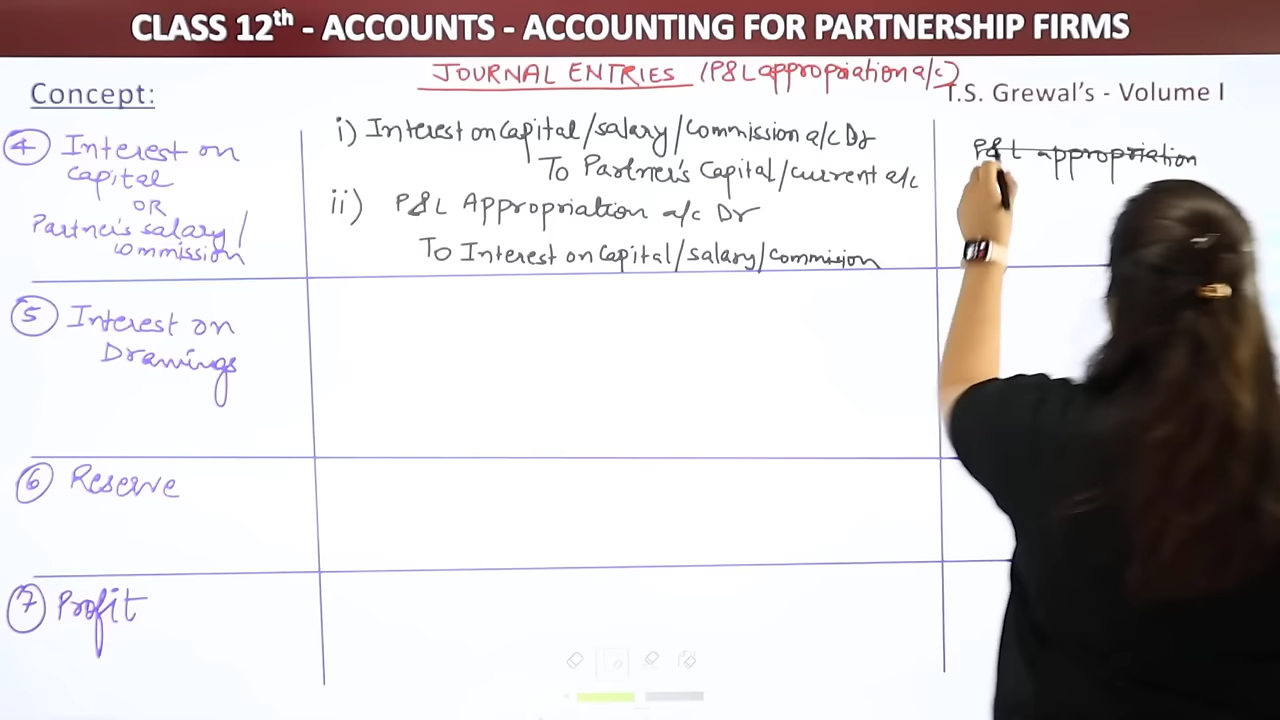 CLASS 12th - ACCOUNTS - ACCOUNTING FOR PARTNERSHIP FIRMS
JOURNAL ENTRIES (P&L appropriation a/c)
Concept:
T.S. Grewal's - Volume I
4 Interest on
Capital
OR
Partner's salary/
commission
i) Interest on Capital/salary/Commission a/c Dr
To Partner's Capital/current a/c
ii) P&L Appropriation a/c Dr
To Interest on Capital/salary/commision
P&L appropriation
5 Interest on
Drawings
6 Reserve
7 Profit